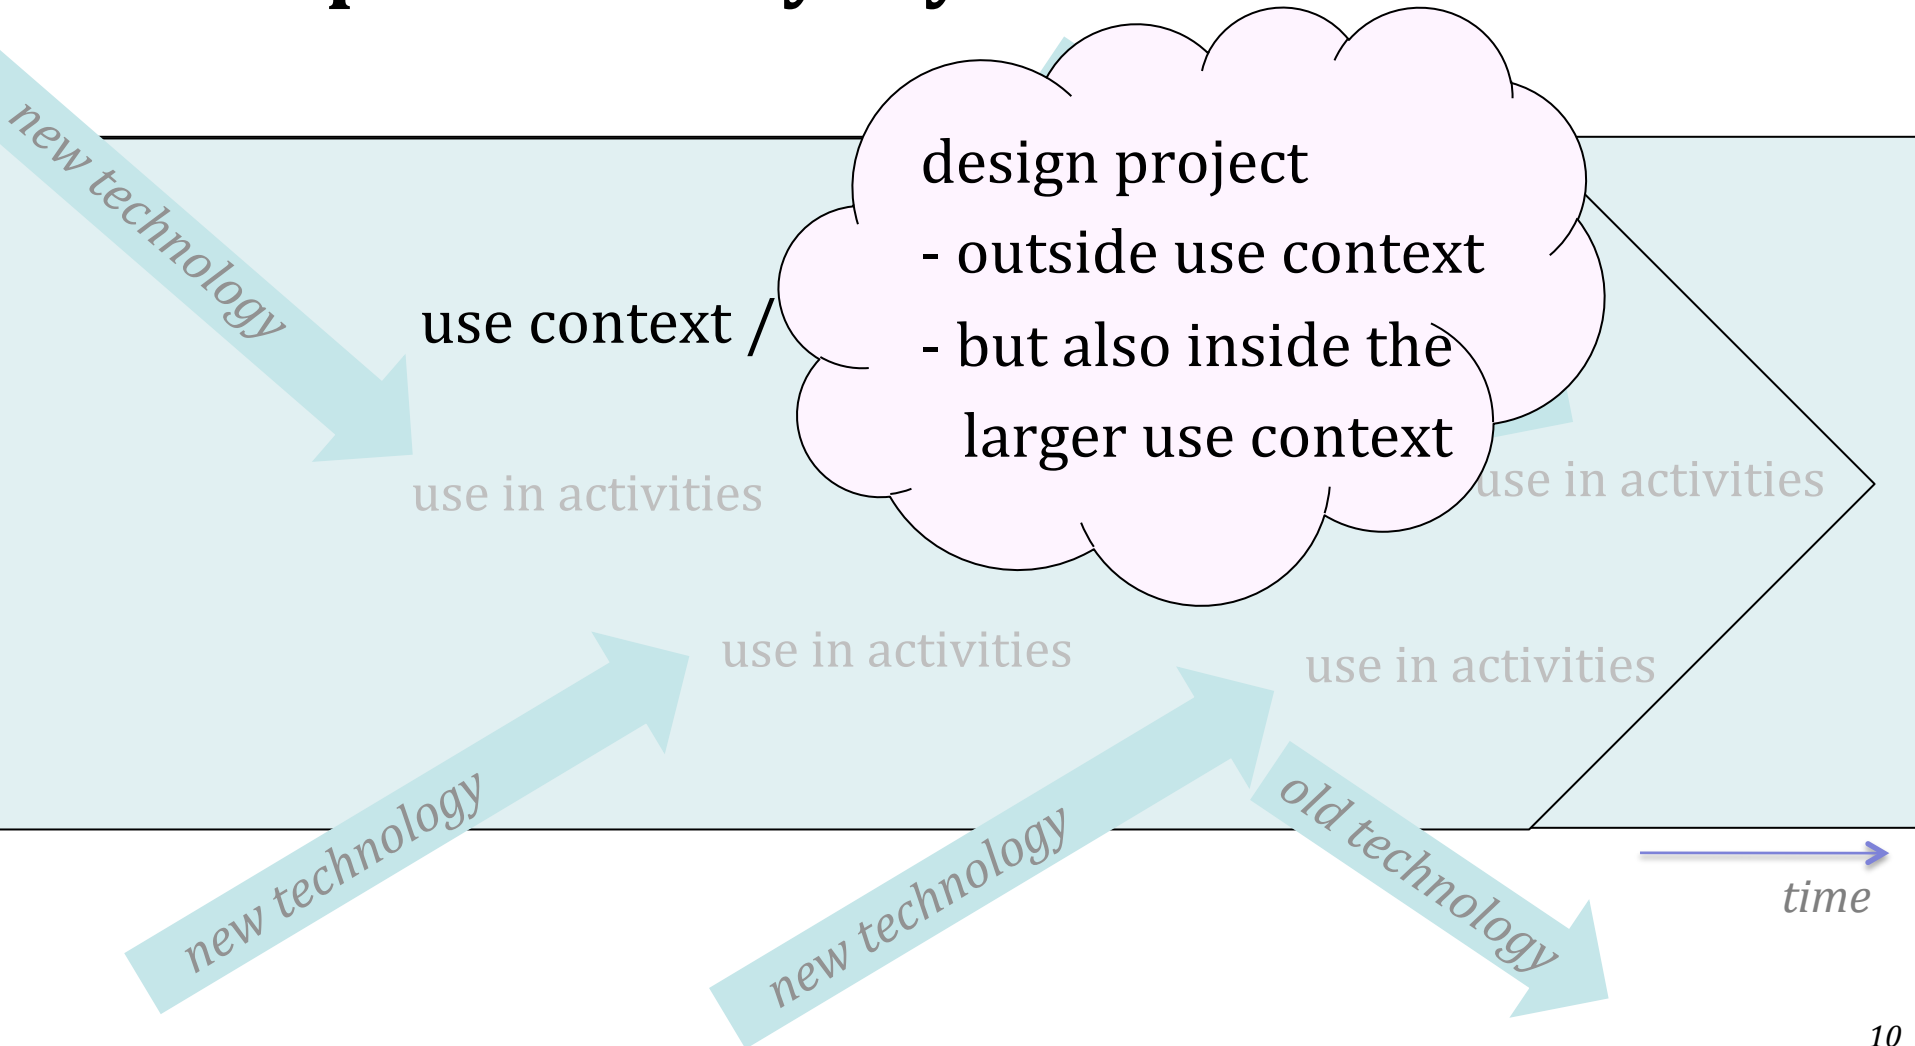 new technology
design project
- outside use context
use context /
- but also inside the
larger use context
use in activities
use in activities
use in activities
use in activities
new technology
new technology
old technology
time
10